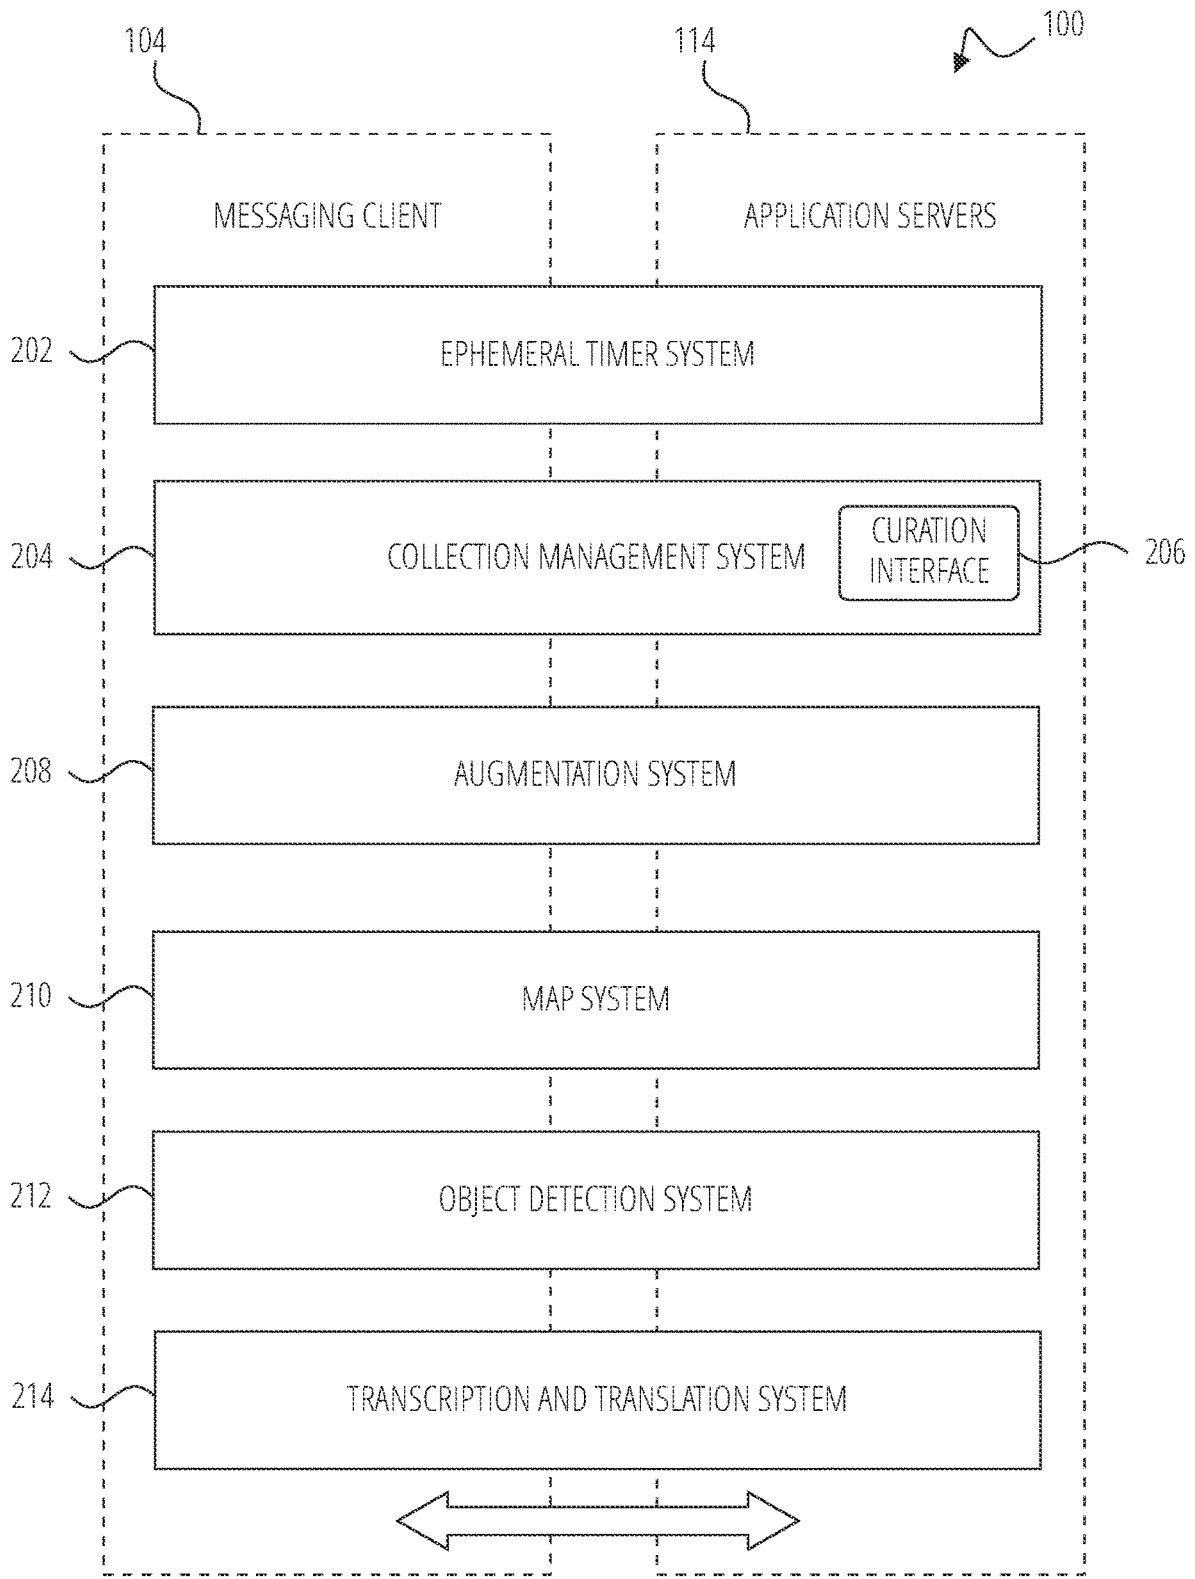 100
104
114
MESSAGING CLIENT
APPLICATION SERVERS
202
EPHEMERAL TIMER SYSTEM
204
COLLECTION MANAGEMENT SYSTEM
CURATION
INTERFACE
206
208
AUGMENTATION SYSTEM
210
MAP SYSTEM
212
OBJECT DETECTION SYSTEM
214
TRANSCRIPTION AND TRANSLATION SYSTEM